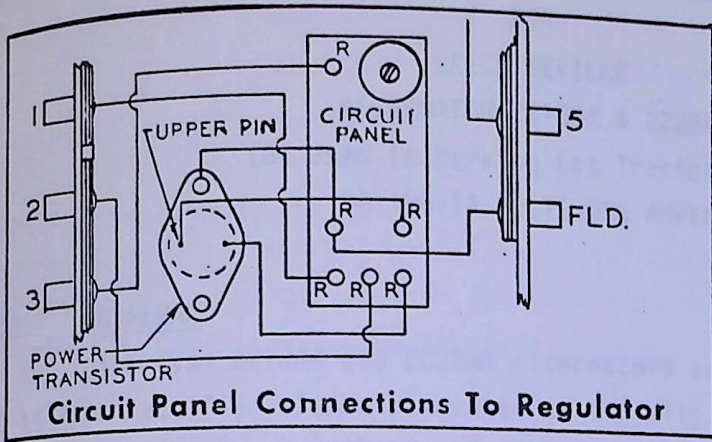 R
1
CIRCUIT
PANEL
5
UPPER PIN
2
R
R
FLD.
3
R
R
R
POWER
TRANSISTOR
Circuit Panel Connections To Regulator